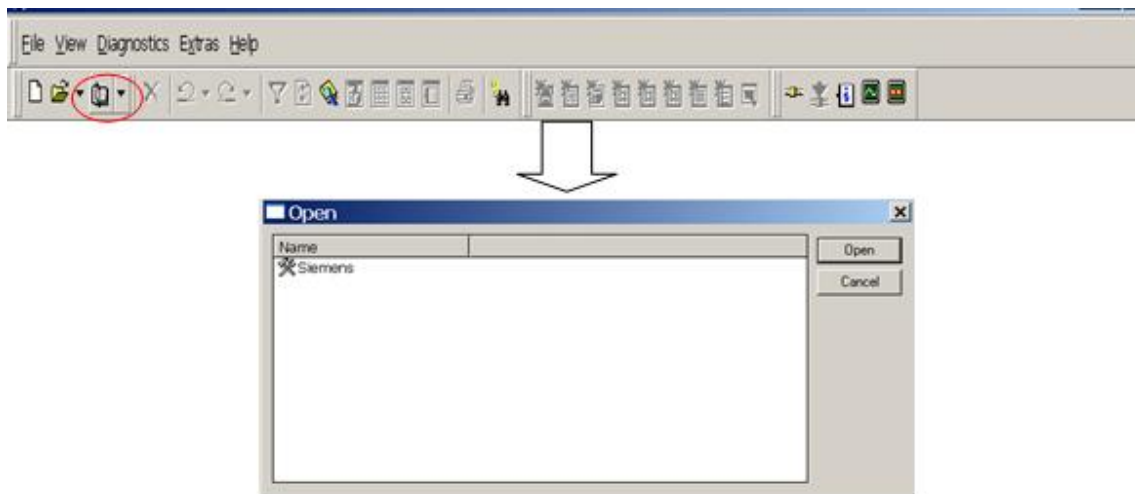 File View Diagnostics Extras Help
Open
Name
Siemens
Open
Cancel